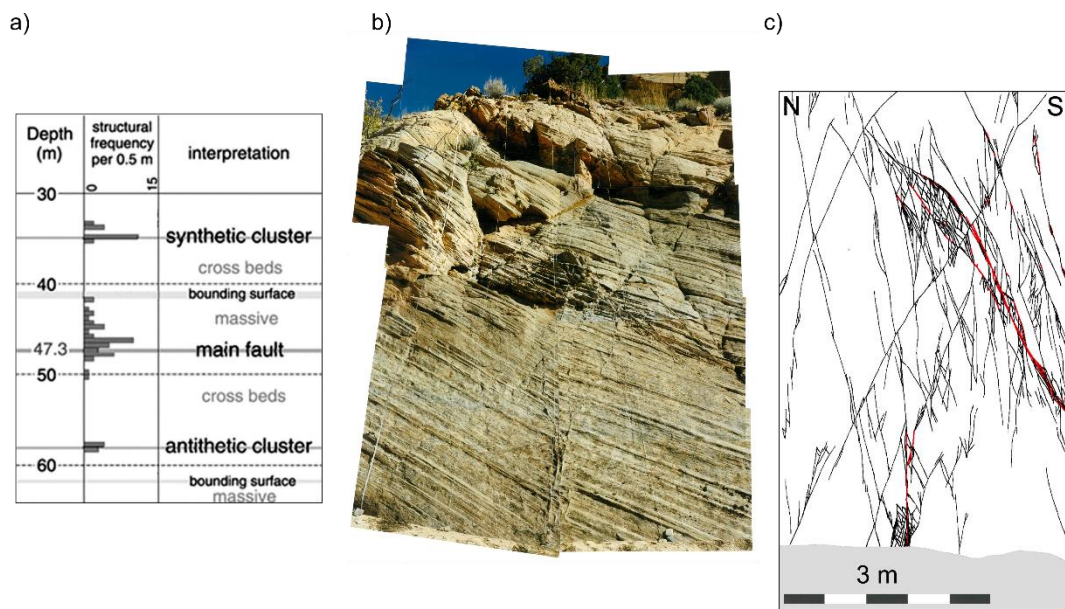 a)
b)
c)
Depth
(m)
structural
frequency
per 0.5 m
interpretation
0
15
30
synthetic cluster
cross beds
40
bounding surface
massive
47.3
main fault
50
cross beds
antithetic cluster
60
bounding surface
massive
N
S
3 m